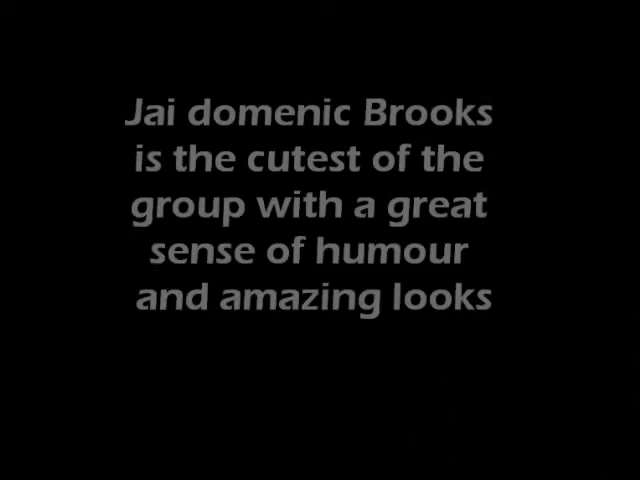 Jai domenic Brooks
is the cutest of the
group with a great
sense of humour
and amazing looks